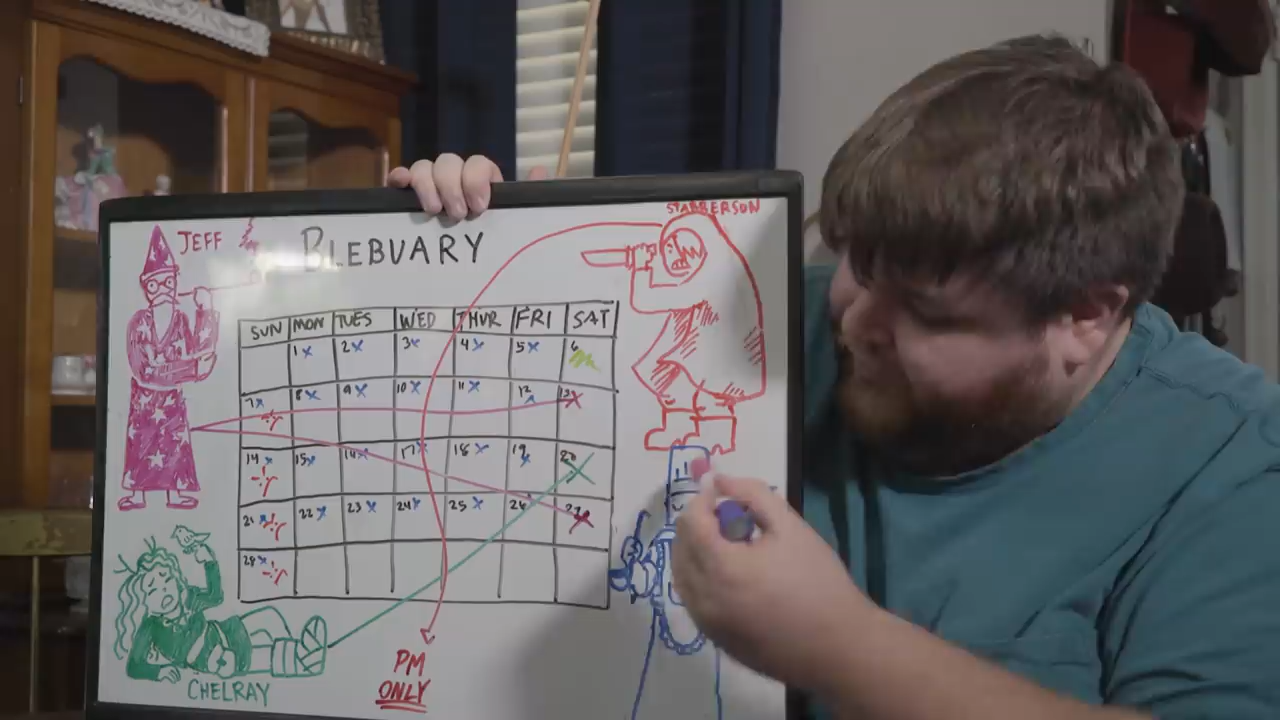 STABBERSON
JEFF
BLEBUARY
SUN MON TUES WED THUR FRI SAT
1 2 3 4 5 6
7 8 9 10 11 12 13
14 15 16 17 18 19 20
21 22 23 24 25 26 27
28
PM
ONLY
CHELRAY